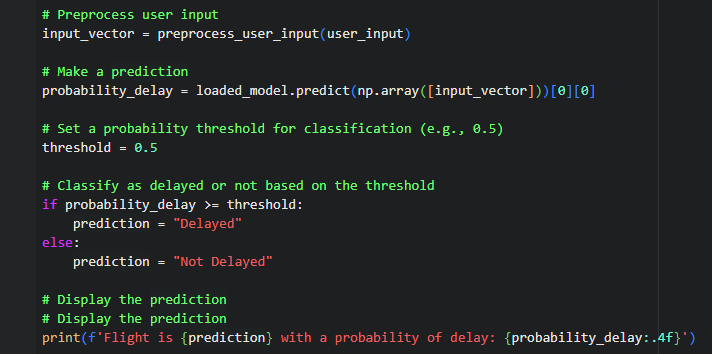 # Preprocess user input
input_vector = preprocess_user_input(user_input)
# Make a prediction
probability_delay = loaded_model.predict(np.array([input_vector]))[0][0]
# Set a probability threshold for classification (e.g., 0.5)
threshold = 0.5
# Classify as delayed or not based on the threshold
if probability_delay >= threshold:
    prediction = "Delayed"
else:
    prediction = "Not Delayed"
# Display the prediction
# Display the prediction
print(f'Flight is {prediction} with a probability of delay: {probability_delay:.4f}')